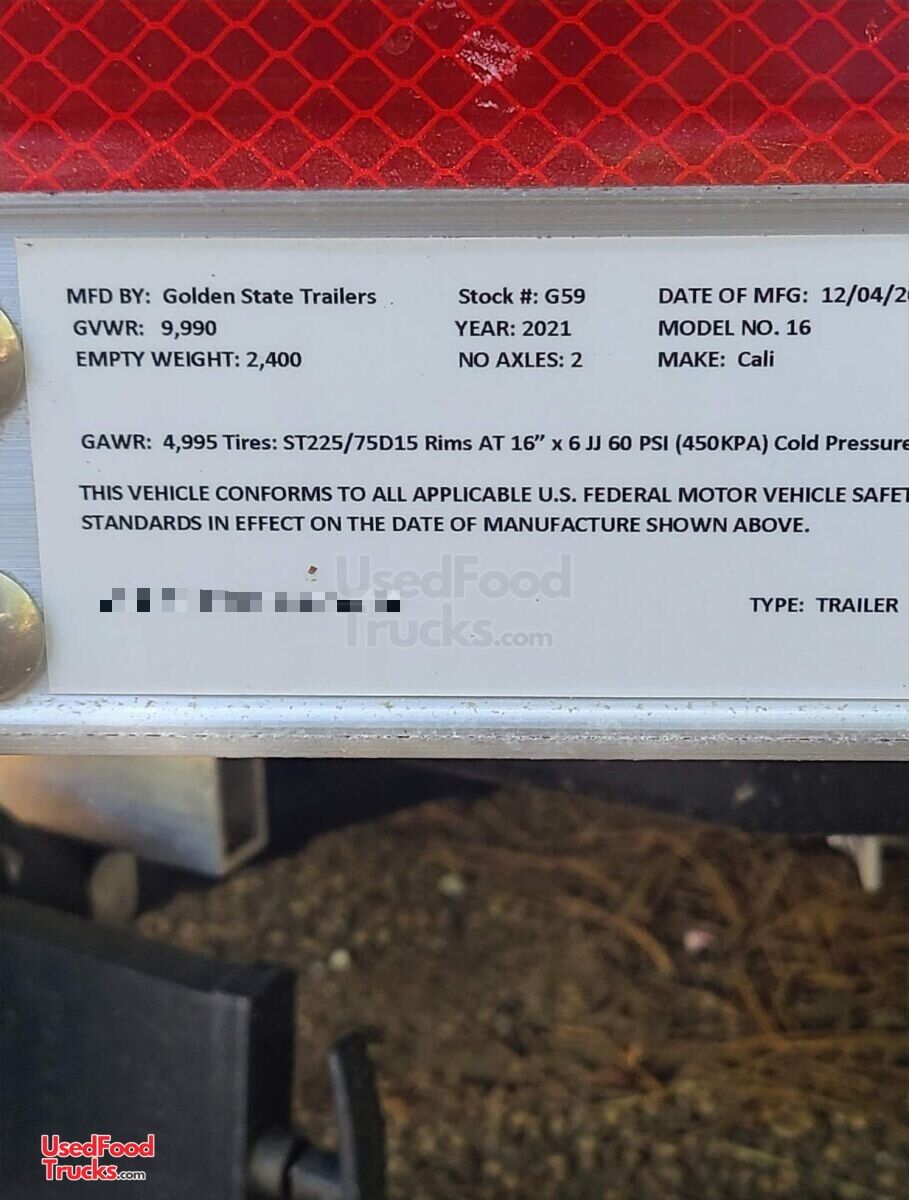 MFD BY: Golden State Trailers Stock #: G59 DATE OF MFG: 12/04/20
GVWR: 9,990 YEAR: 2021 MODEL NO. 16
EMPTY WEIGHT: 2,400 NO AXLES: 2 MAKE: Cali
GAWR: 4,995 Tires: ST225/75D15 Rims AT 16” x 6 JJ 60 PSI (450KPA) Cold Pressure
THIS VEHICLE CONFORMS TO ALL APPLICABLE U.S. FEDERAL MOTOR VEHICLE SAFET
STANDARDS IN EFFECT ON THE DATE OF MANUFACTURE SHOWN ABOVE.
UsedFood
Trucks.com
TYPE: TRAILER
UsedFood
Trucks.com